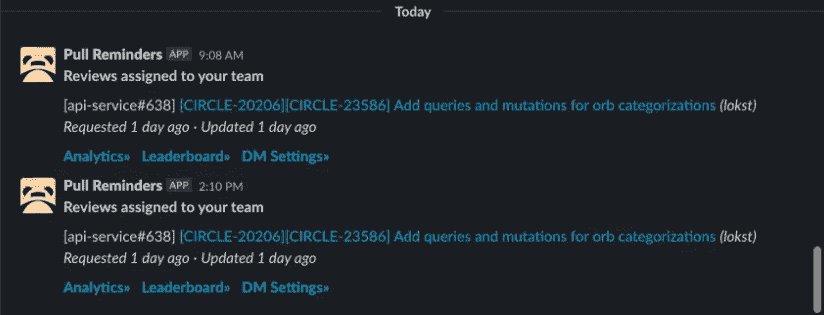 Today
Pull Reminders APP 9:08 AM
Reviews assigned to your team
[api-service#638] [CIRCLE-20206][CIRCLE-23586] Add queries and mutations for orb categorizations (lokst)
Requested 1 day ago · Updated 1 day ago
Analytics» Leaderboard» DM Settings»
Pull Reminders APP 2:10 PM
Reviews assigned to your team
[api-service#638] [CIRCLE-20206][CIRCLE-23586] Add queries and mutations for orb categorizations (lokst)
Requested 1 day ago · Updated 1 day ago
Analytics» Leaderboard» DM Settings»